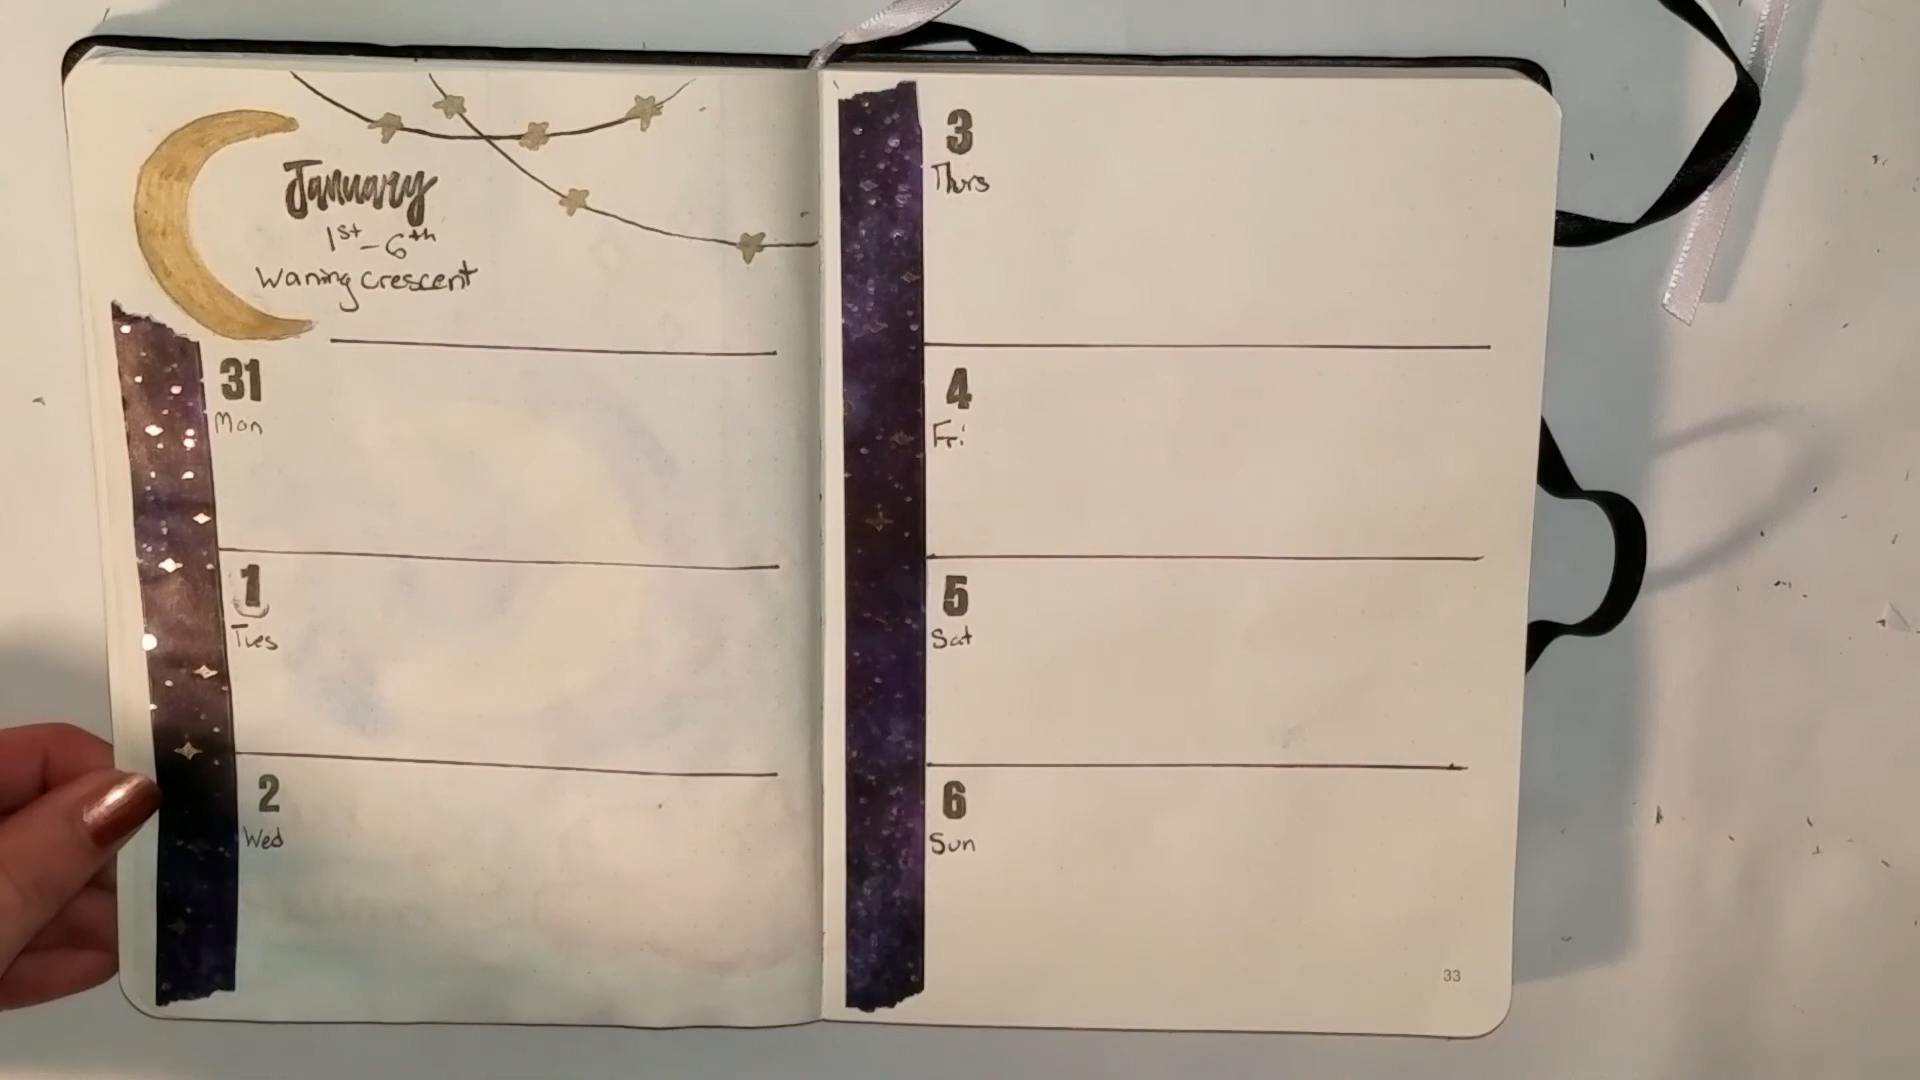 January
1st-6th
Waning Crescent
31
Mon
1
Tues
2
Wed
3
Thurs
4
Fri
5
Sat
6
Sun
33